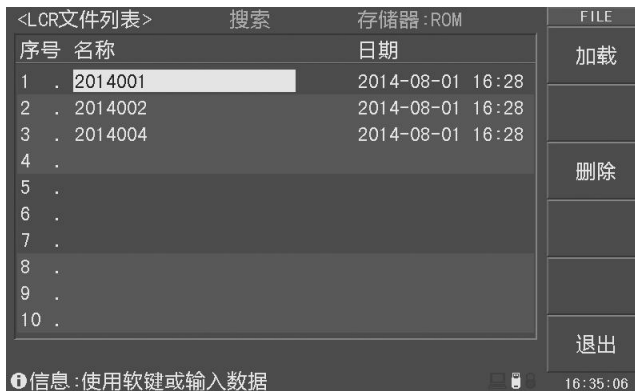 <LCR文件列表> 搜索 存储器:ROM FILE
序号 名称 日期 加载
1 . 2014001 2014-08-01 16:28
2 . 2014002 2014-08-01 16:28
3 . 2014004 2014-08-01 16:28
4 .
删除
5 .
6 .
7 .
8 .
9 .
10 .
退出
信息:使用软键或输入数据 16:35:06